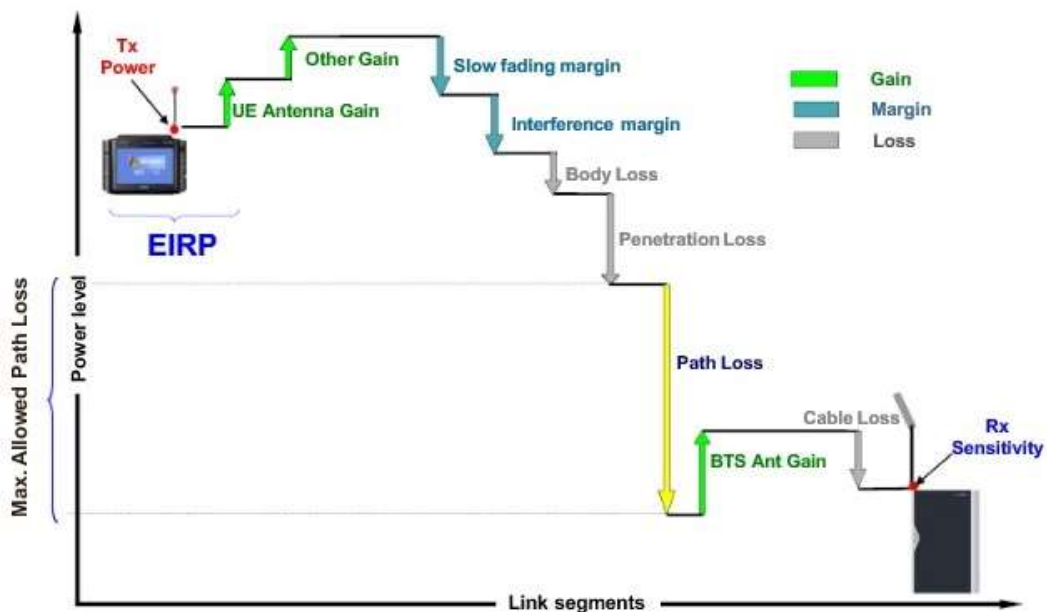 Tx
Power
Other Gain
UE Antenna Gain
Slow fading margin
Interference margin
Gain
Margin
Loss
Body Loss
Penetration Loss
EIRP
Max. Allowed Path Loss
Power level
Path Loss
Cable Loss
BTS Ant Gain
Rx
Sensitivity
Link segments